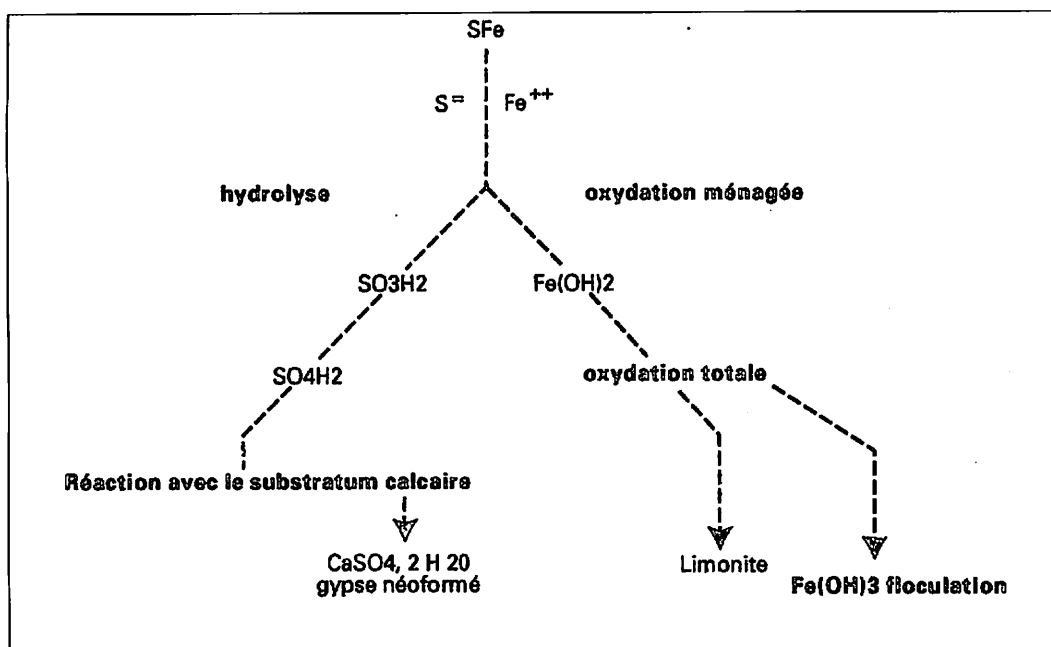 SFe
S= Fe++
hydrolyse oxydation ménagée
SO3H2 Fe(OH)2
SO4H2 oxydation totale
Réaction avec le substratum calcaire
CaSO4, 2 H 20 Limonite
gypse néoformé Fe(OH)3 floculation